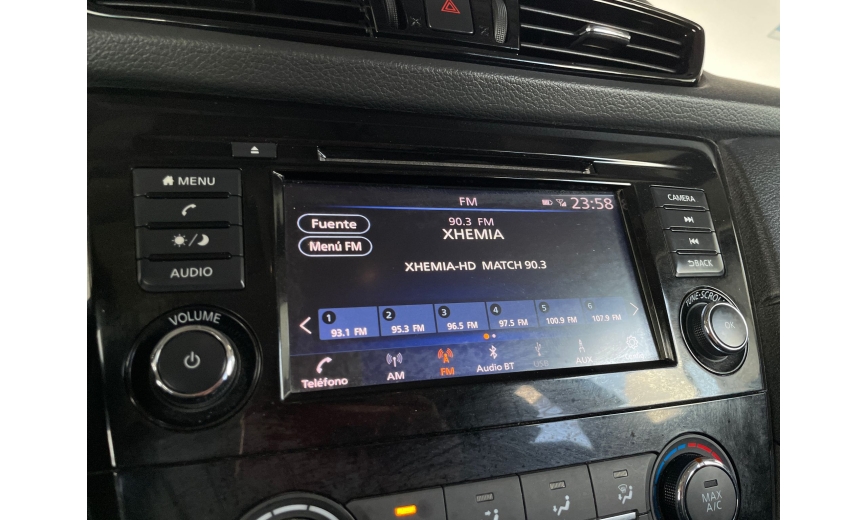 MENU
AUDIO
VOLUME
FM
23:58
Fuente
90.3 FM
XHEMIA
Menú FM
XHEMIA-HD MATCH 90.3
1 93.1 FM
2 95.3 FM
3 96.5 FM
4 97.5 FM
5 100.9 FM
6 107.9 FM
Teléfono
AM
FM
Audio BT
USB
AUX
CAMERA
BACK
TUNE·SCROLL
OK
MAX
A/C